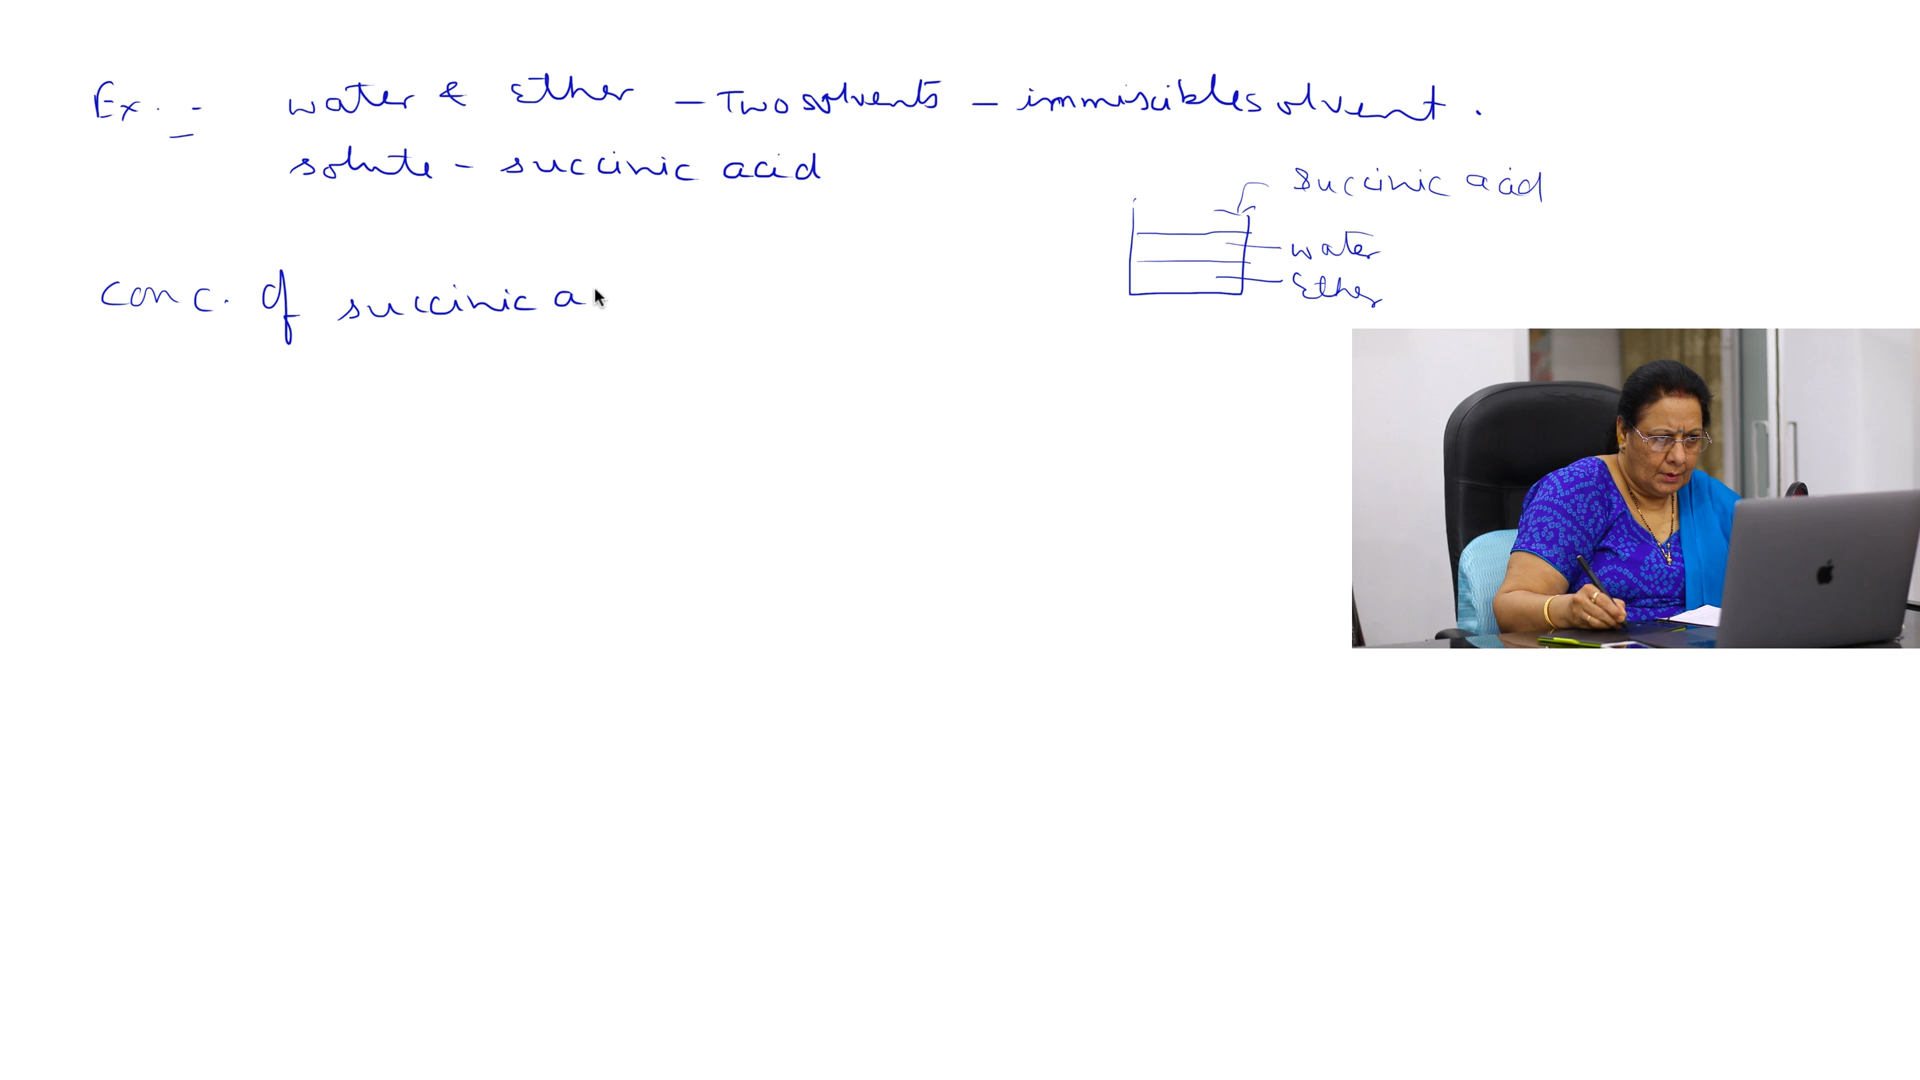 Ex. :- water & Ether - Two solvents - immiscible solvent.
solute - succinic acid
succinic acid
water
Ether
conc. of succinic a